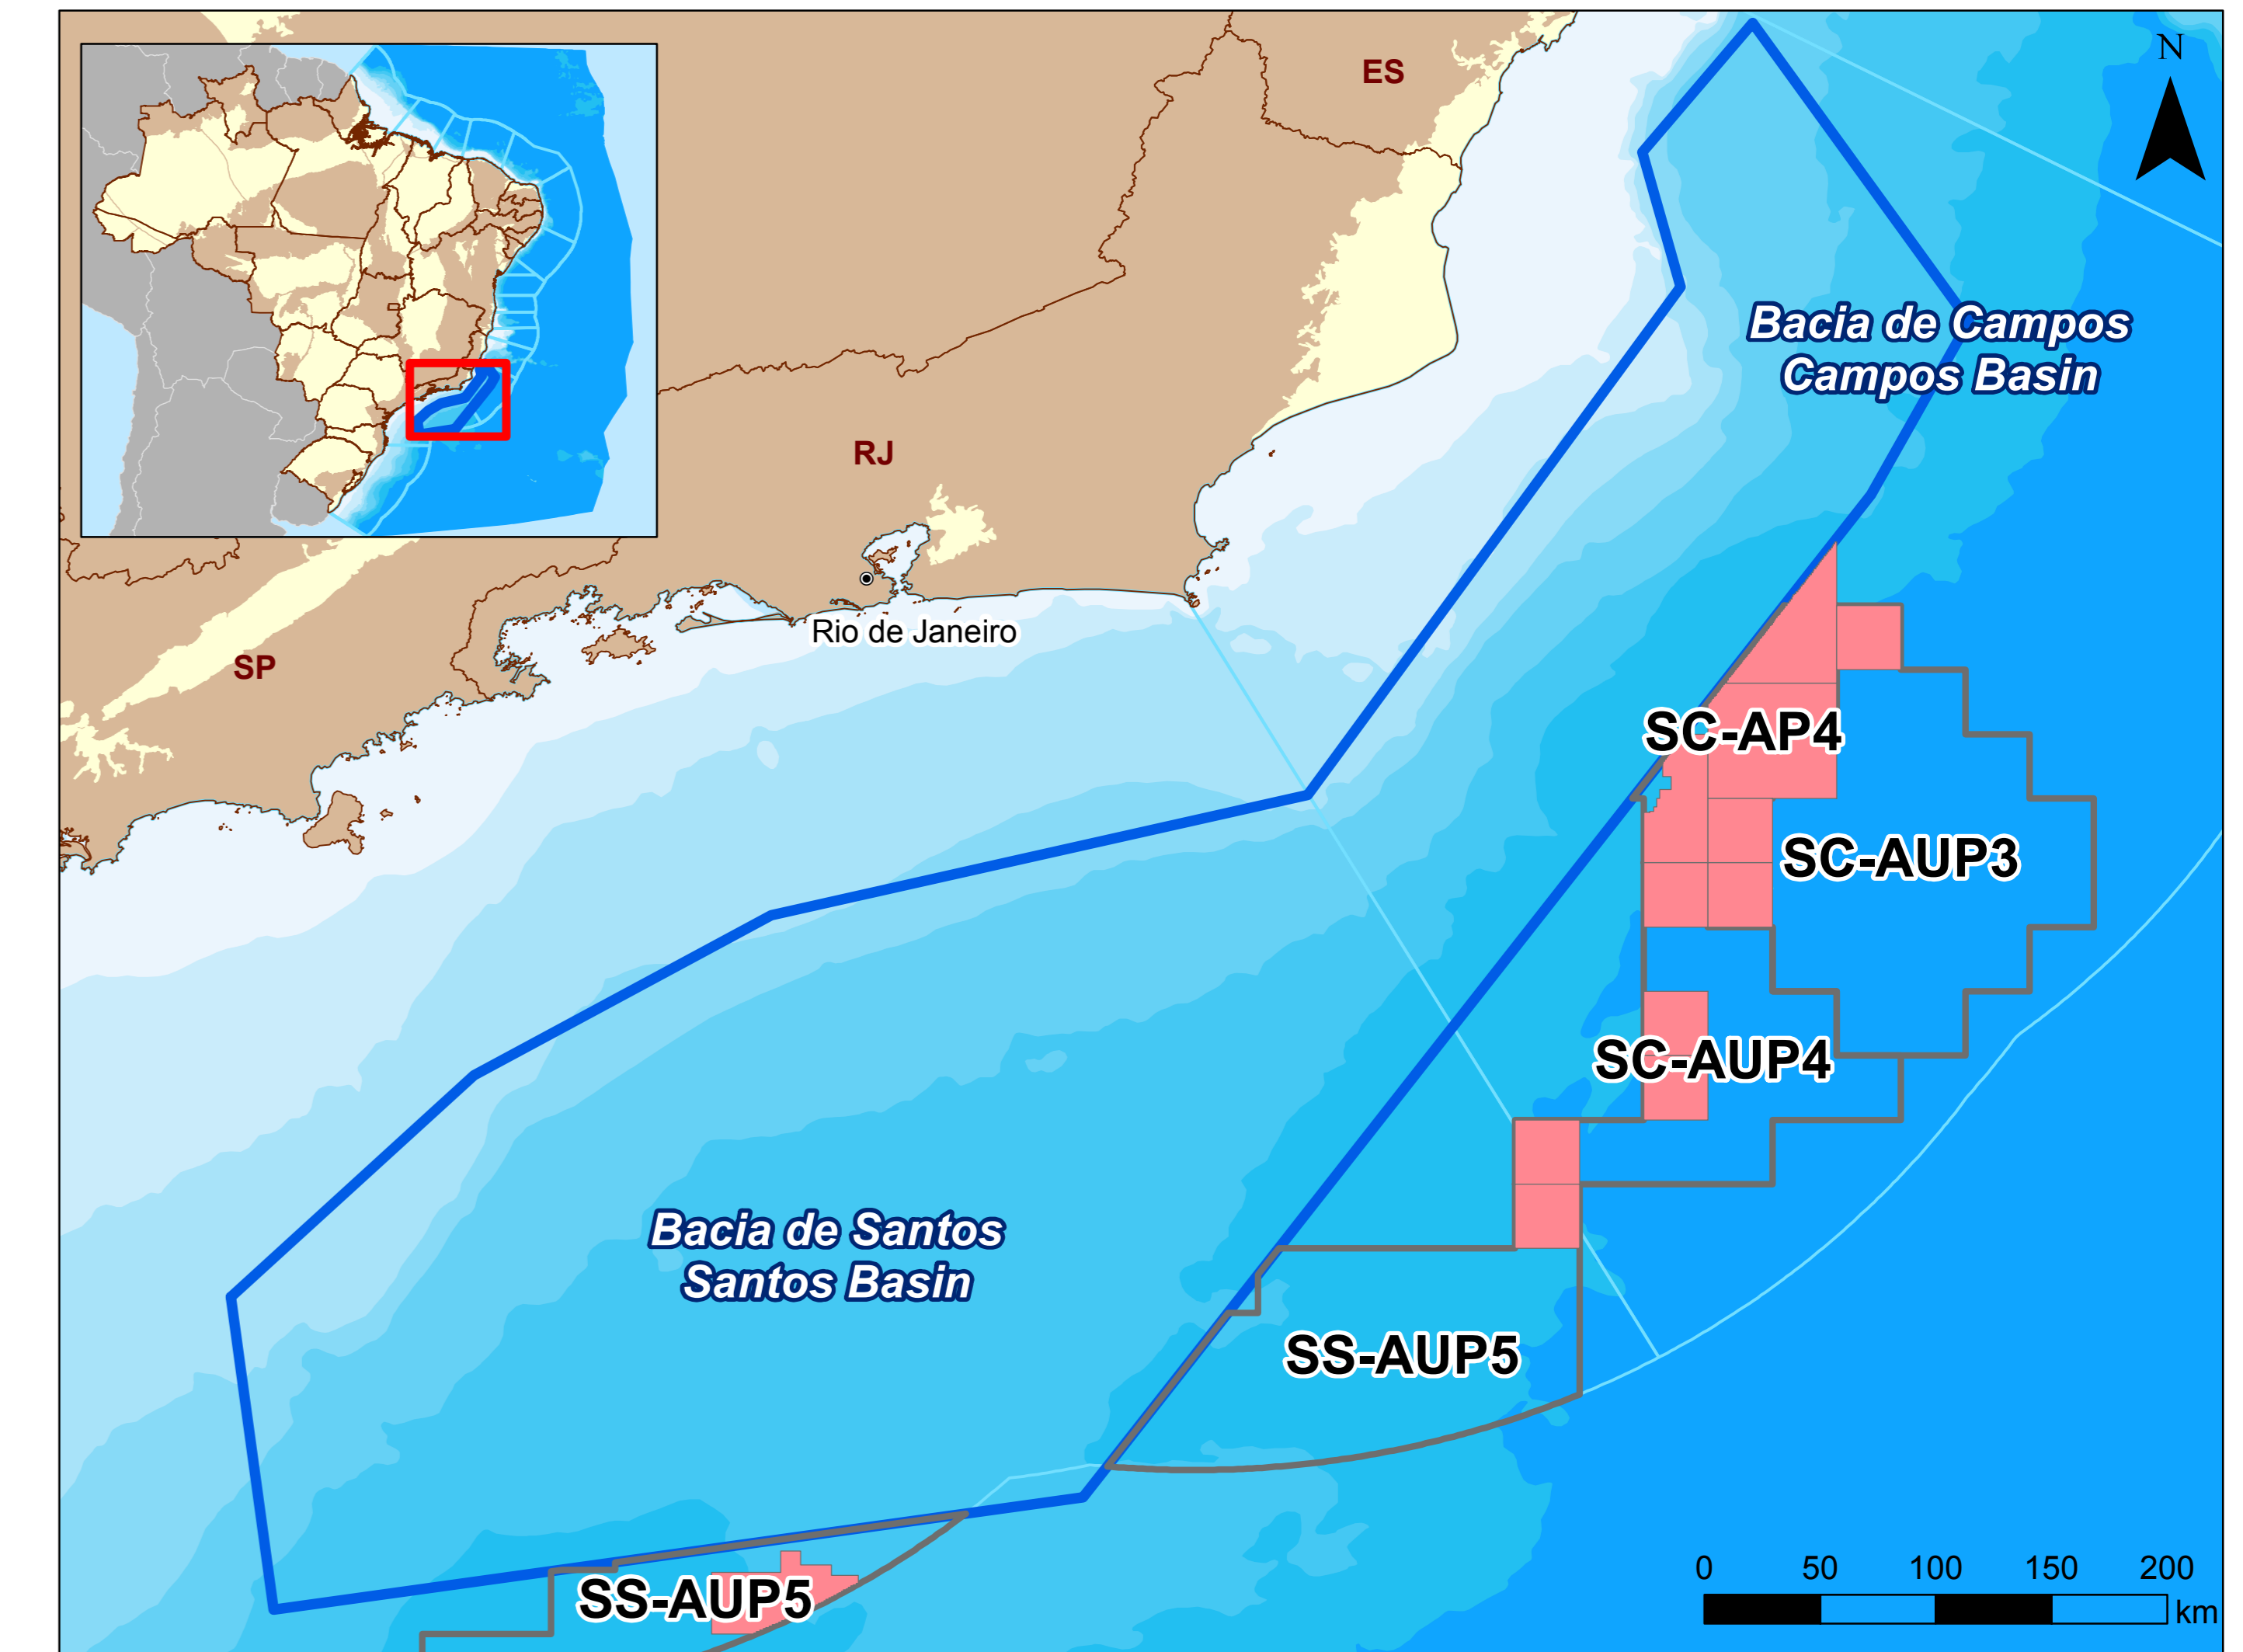 ES
N
Bacia de Campos
Campos Basin
RJ
Rio de Janeiro
SP
SC-AP4
SC-AUP3
SC-AUP4
Bacia de Santos
Santos Basin
SS-AUP5
SS-AUP5
0 50 100 150 200
km